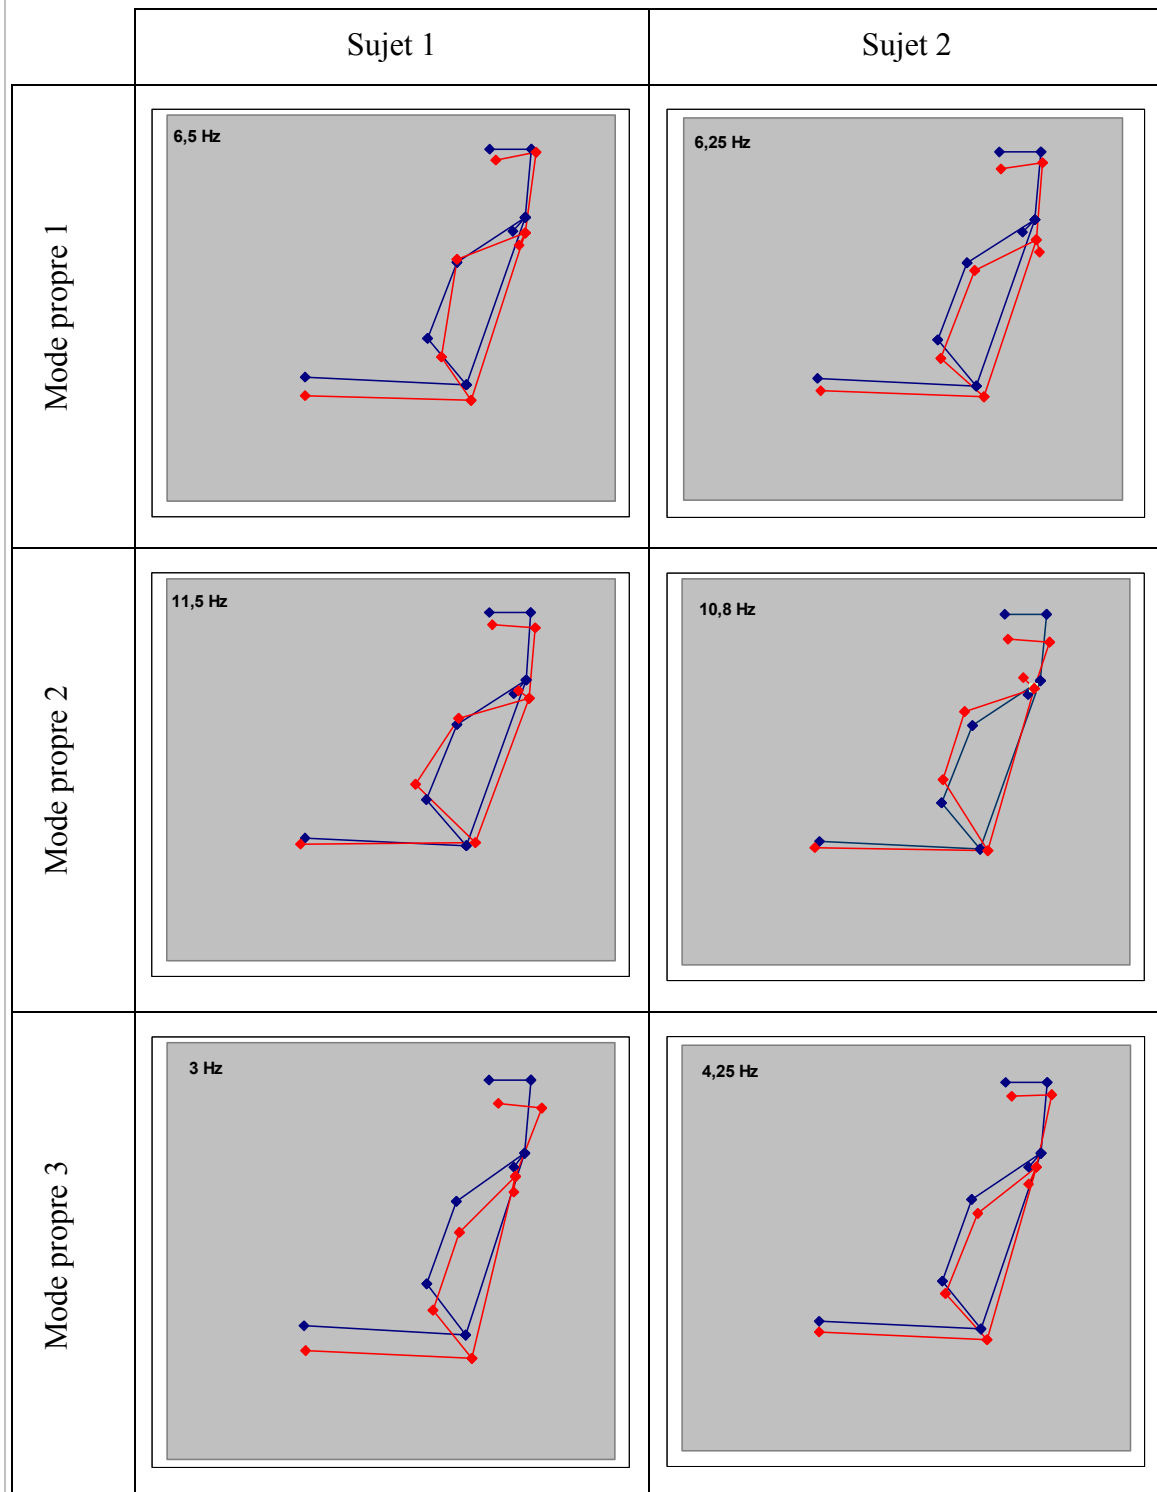 Sujet 1
Sujet 2
Mode propre 1
6,5 Hz
6,25 Hz
Mode propre 2
11,5 Hz
10,8 Hz
Mode propre 3
3 Hz
4,25 Hz